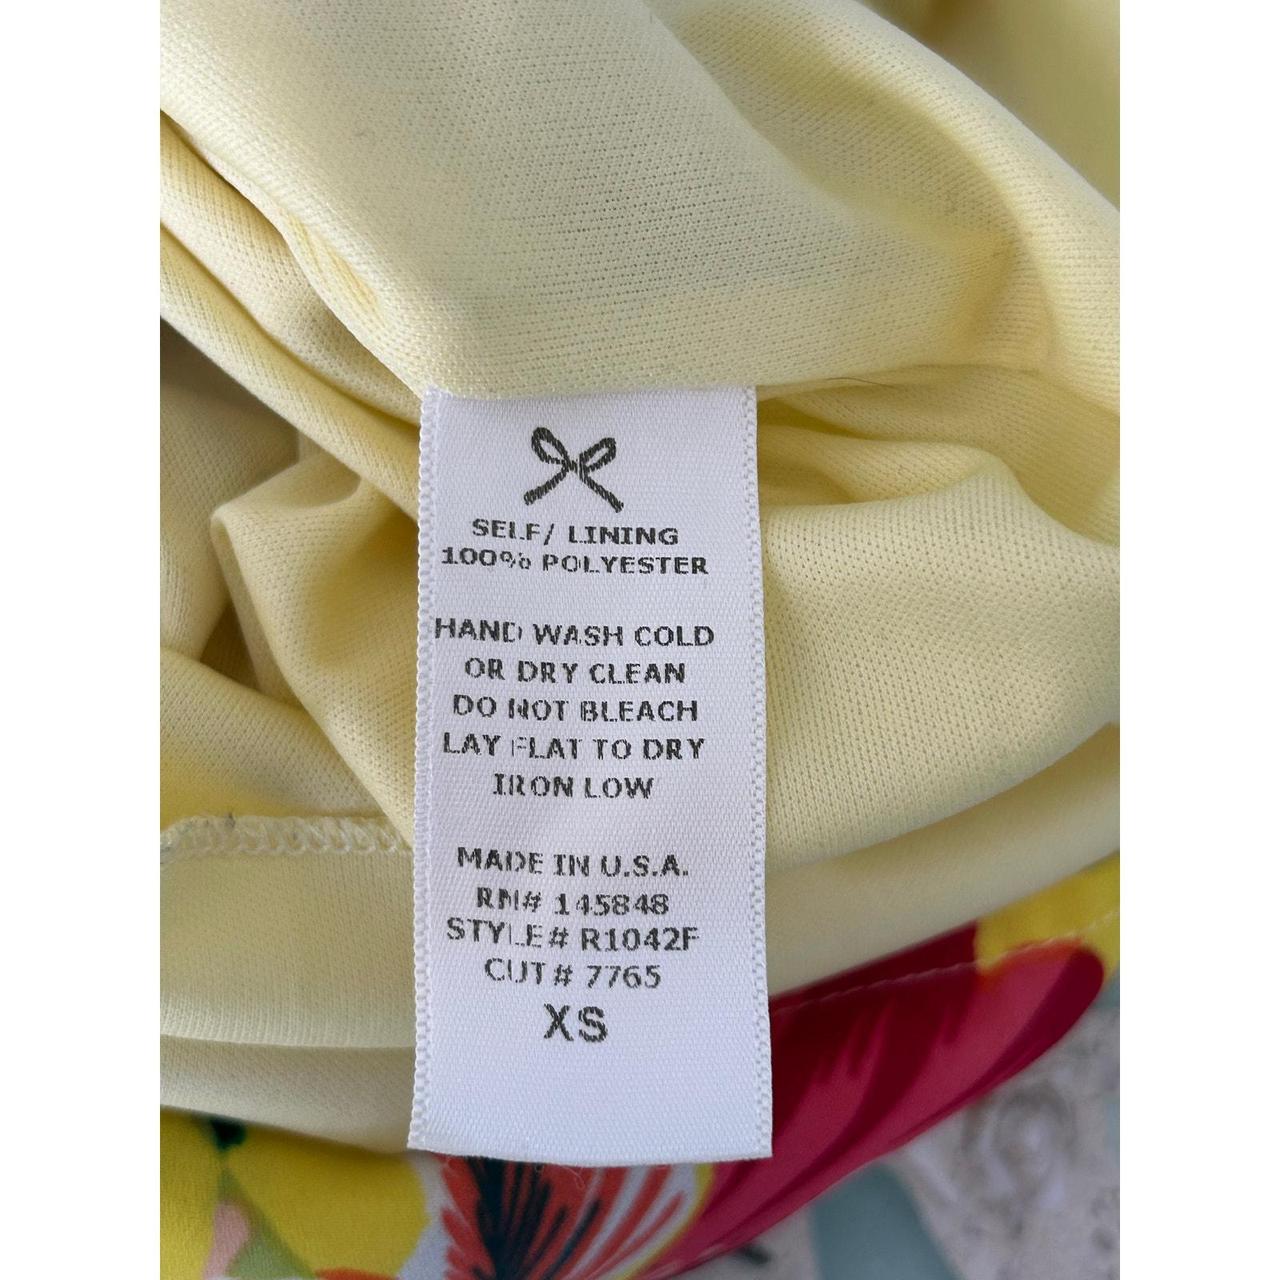 SELF/ LINING
100% POLYESTER
HAND WASH COLD
OR DRY CLEAN
DO NOT BLEACH
LAY FLAT TO DRY
IRON LOW
MADE IN U.S.A.
RN# 145848
STYLE# R1042F
CUT# 7765
XS